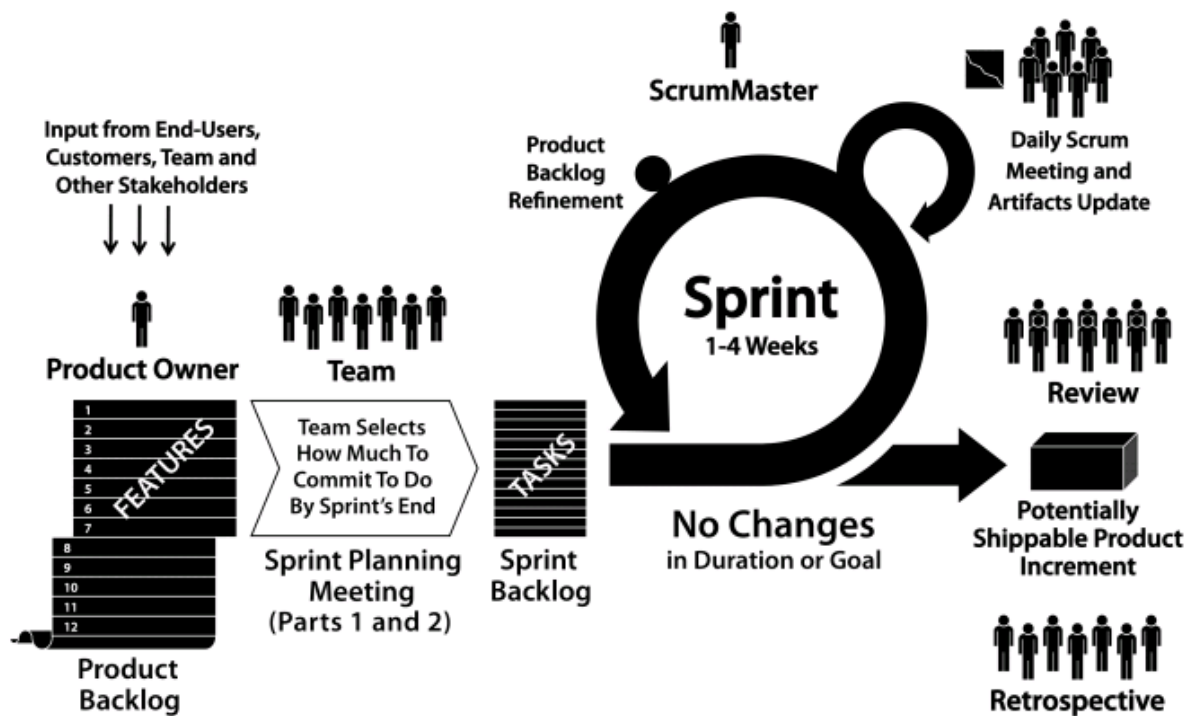 Input from End-Users,
Customers, Team and
Other Stakeholders
Product Owner
1
2
3
4
5
6
7
FEATURES
8
9
10
11
12
Product
Backlog
Team
Team Selects
How Much To
Commit To Do
By Sprint's End
Sprint Planning
Meeting
(Parts 1 and 2)
TASKS
Sprint
Backlog
Product
Backlog
Refinement
ScrumMaster
Sprint
1-4 Weeks
No Changes
in Duration or Goal
Daily Scrum
Meeting and
Artifacts Update
Review
Potentially
Shippable Product
Increment
Retrospective